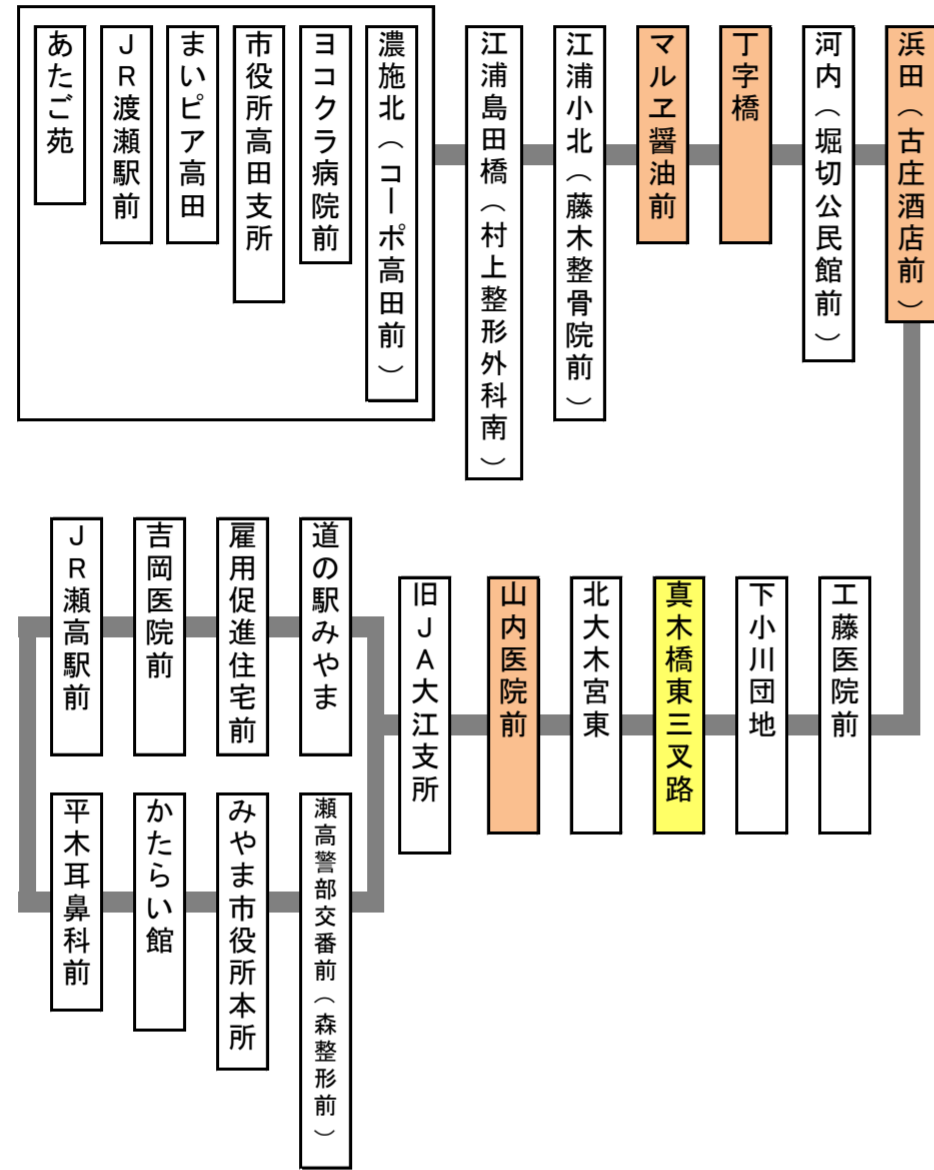 あたご苑
JR渡瀬駅前
まいピア高田
市役所高田支所
ヨコクラ病院前
濃施北（コーポ高田前）
江浦島田橋（村上整形外科南）
江浦小北（藤木整骨院前）
マルヱ醤油前
丁字橋
河内（堀切公民館前）
浜田（古庄酒店前）
工藤医院前
下小川団地
真木橋東三叉路
北大木宮東
山内医院前
旧JA大江支所
道の駅みやま
雇用促進住宅前
吉岡医院前
JR瀬高駅前
平木耳鼻科前
かたらい館
みやま市役所本所
瀬高警部交番前（森整形前）